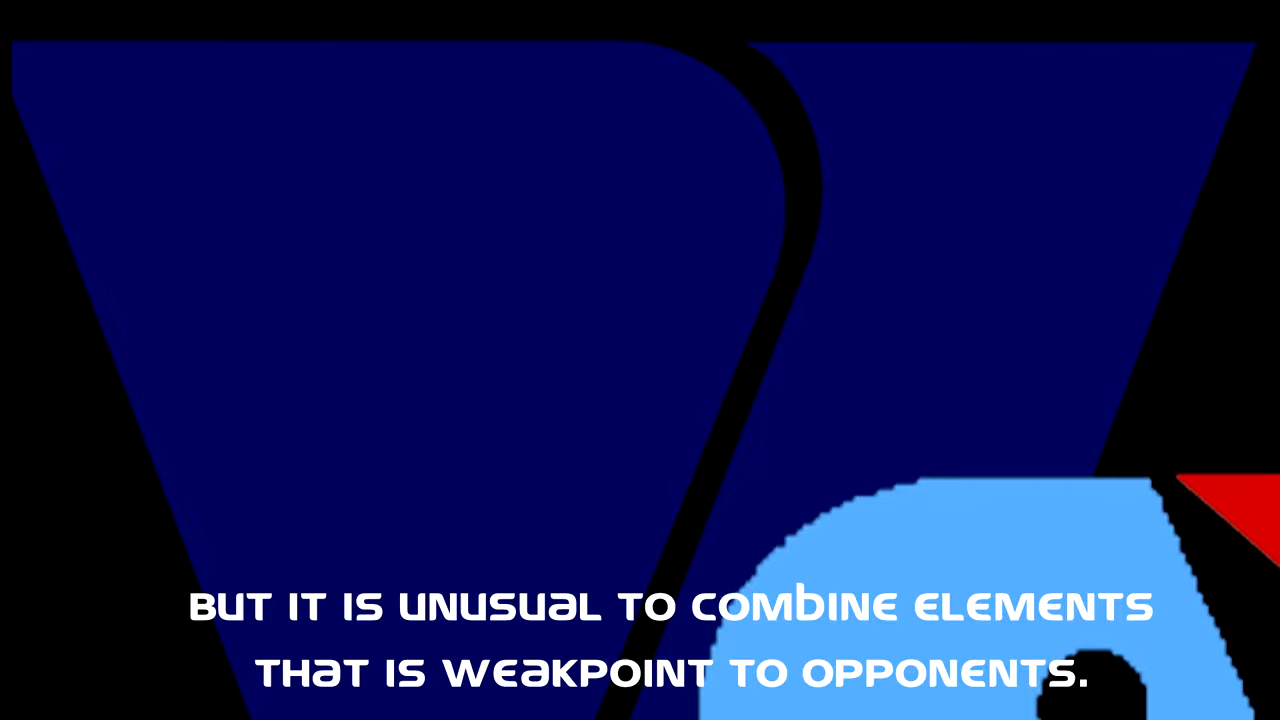 BUT IT IS UNUSUAL TO COMBINE ELEMENTS
THAT IS WEAKPOINT TO OPPONENTS.